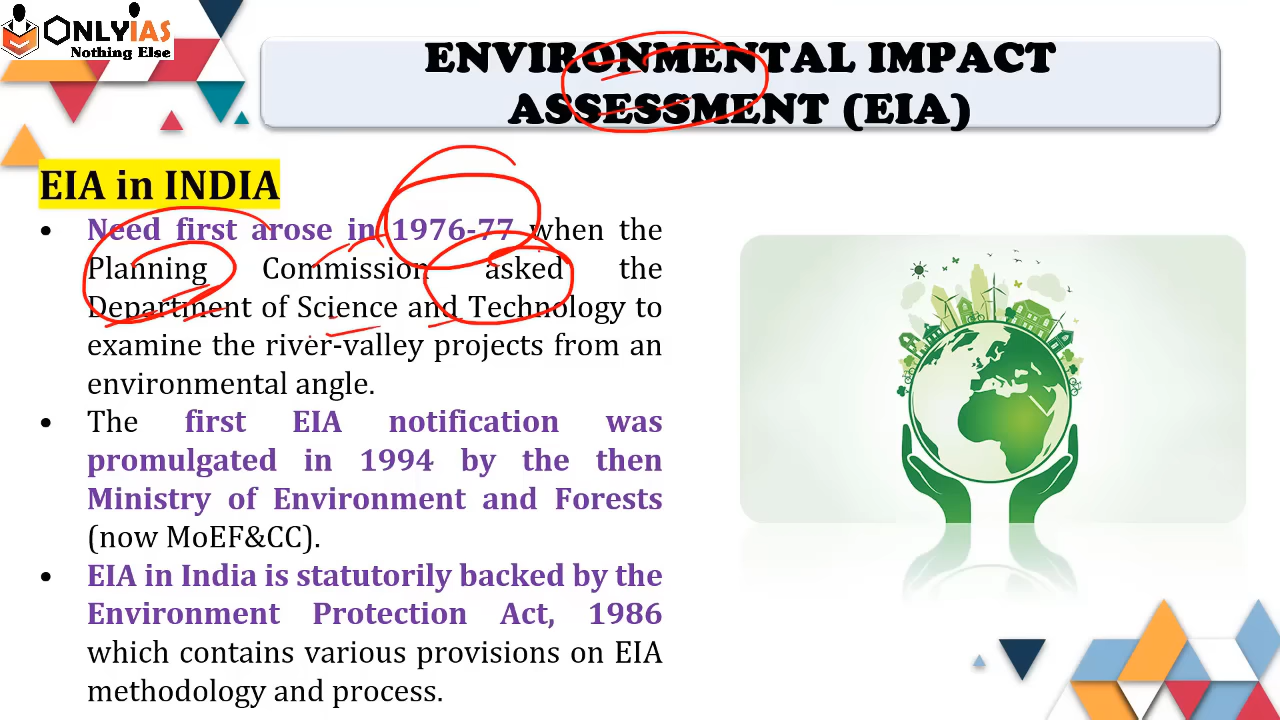 ONLYIAS
Nothing Else
ENVIRONMENTAL IMPACT
ASSESSMENT (EIA)
EIA in INDIA
• Need first arose in 1976-77 when the
Planning Commission asked the
Department of Science and Technology to
examine the river-valley projects from an
environmental angle.
• The first EIA notification was
promulgated in 1994 by the then
Ministry of Environment and Forests
(now MoEF&CC).
• EIA in India is statutorily backed by the
Environment Protection Act, 1986
which contains various provisions on EIA
methodology and process.